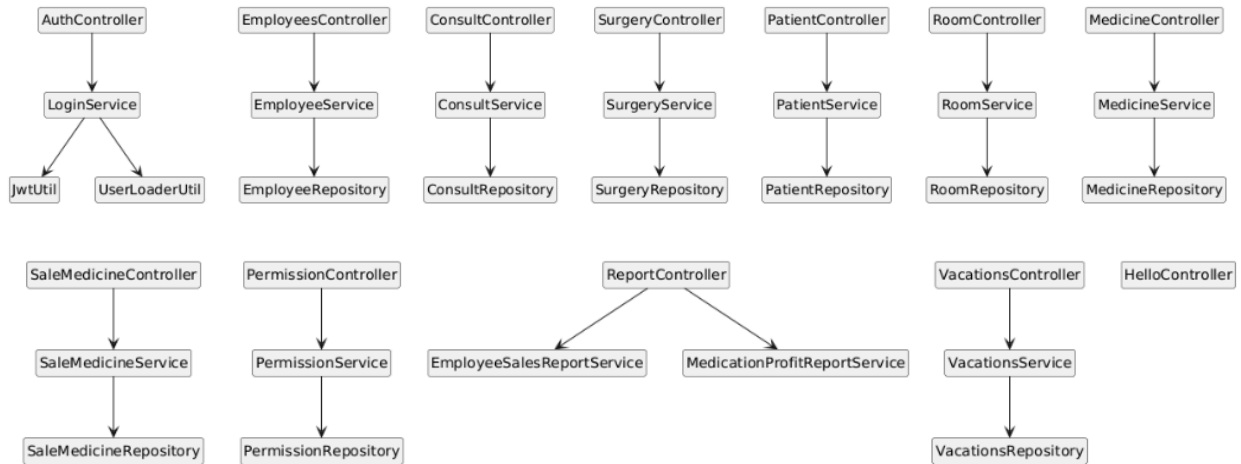 AuthController
EmployeesController
ConsultController
SurgeryController
PatientController
RoomController
MedicineController
LoginService
EmployeeService
ConsultService
SurgeryService
PatientService
RoomService
MedicineService
JwtUtil
UserLoaderUtil
EmployeeRepository
ConsultRepository
SurgeryRepository
PatientRepository
RoomRepository
MedicineRepository
SaleMedicineController
PermissionController
ReportController
VacationsController
HelloController
SaleMedicineService
PermissionService
EmployeeSalesReportService
MedicationProfitReportService
VacationsService
SaleMedicineRepository
PermissionRepository
VacationsRepository